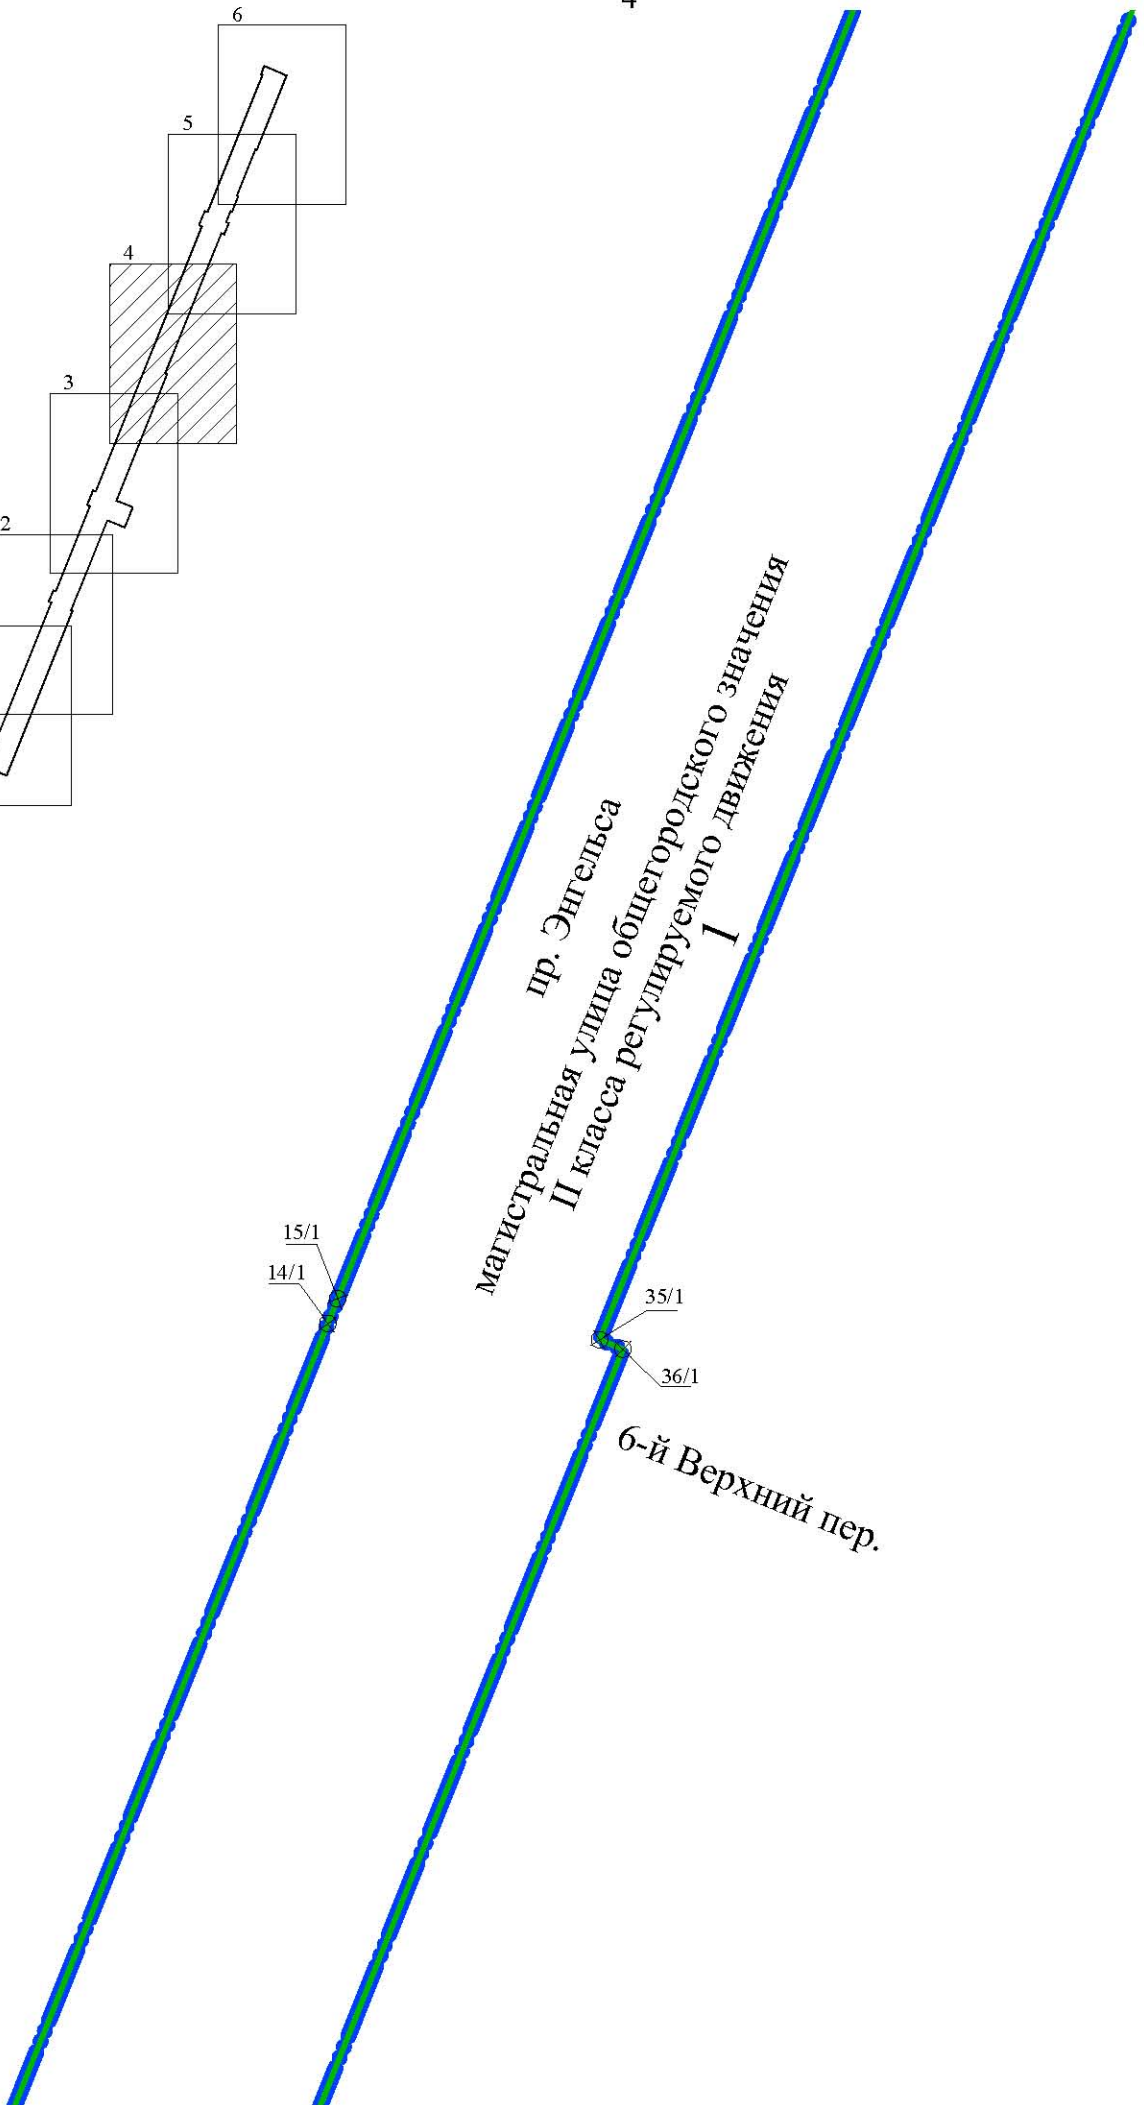 4
6
5
4
3
2
пр. Энгельса
магистральная улица общегородского значения
II класса регулируемого движения
1
15/1
14/1
35/1
36/1
6-й Верхний пер.